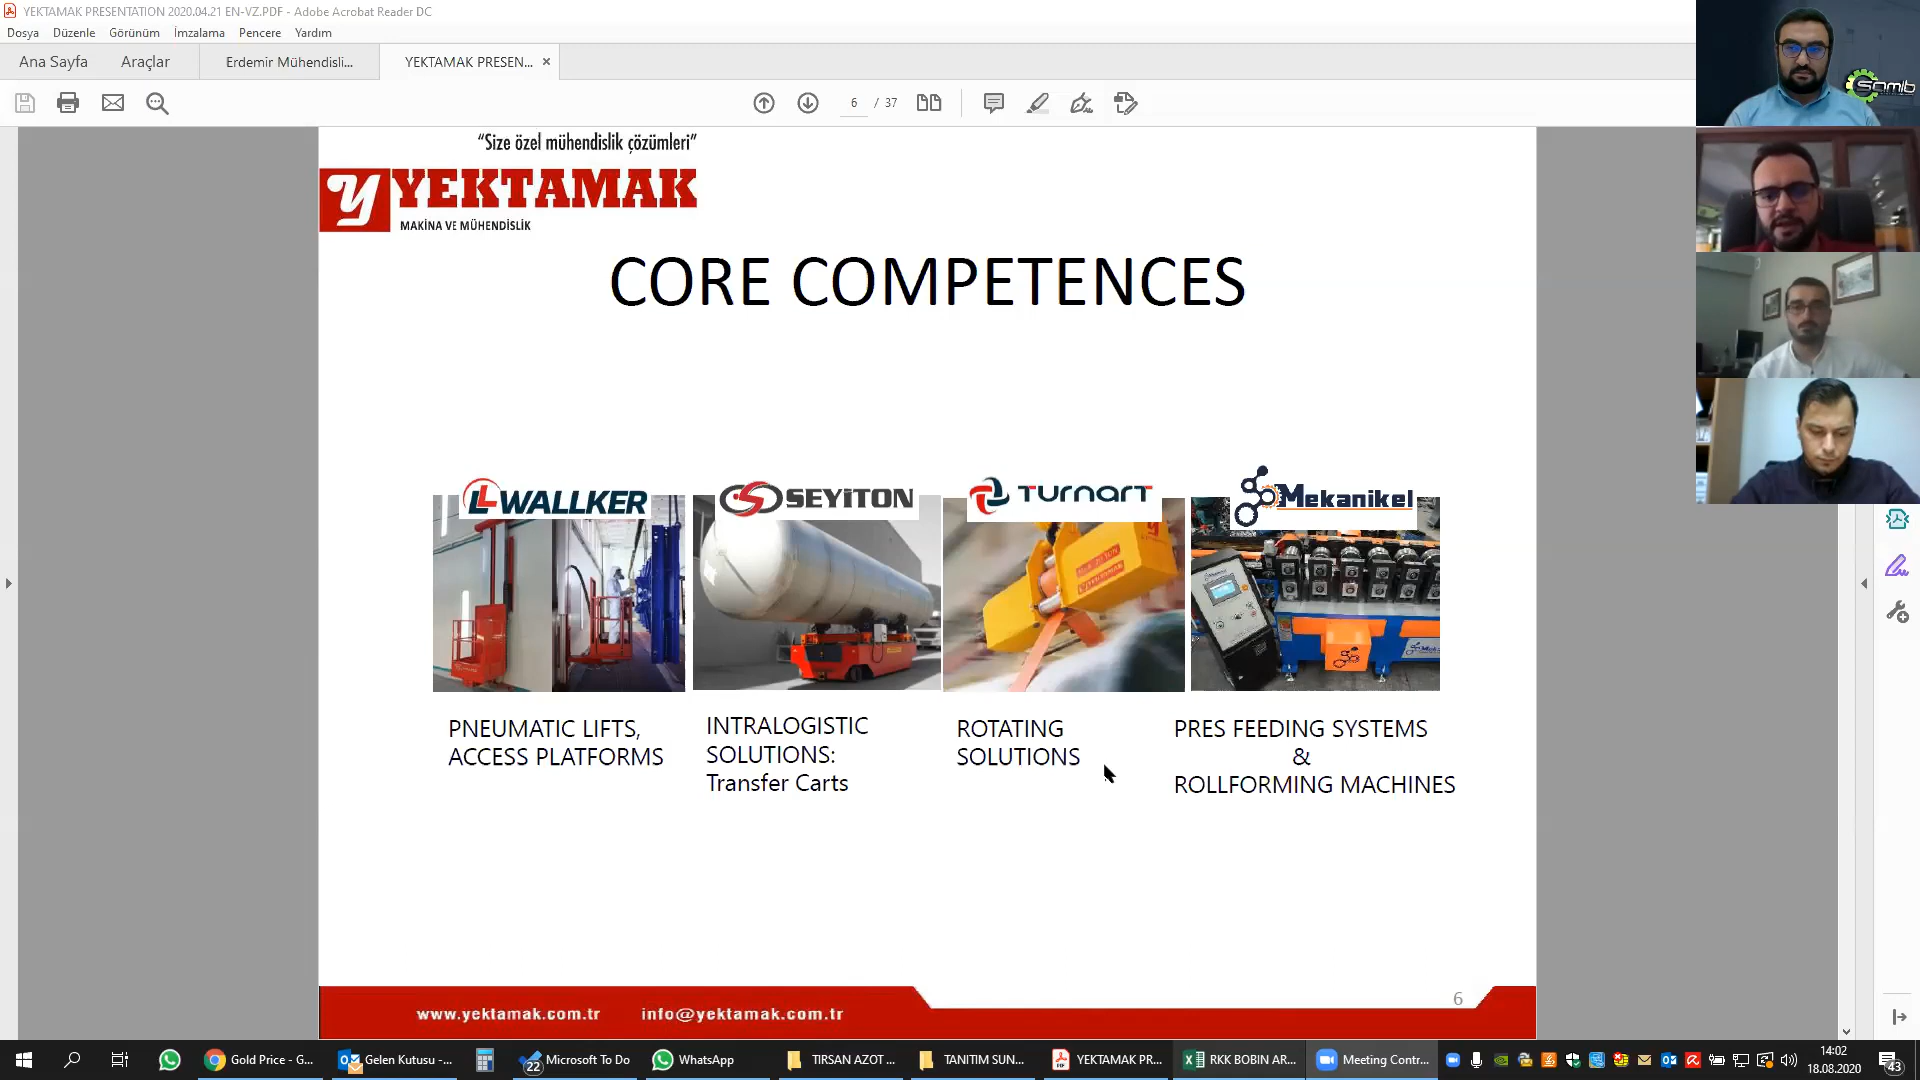 YEKTAMAK PRESENTATION 2020.04.21 EN-VZ.PDF - Adobe Acrobat Reader DC
Dosya Düzenle Görünüm İmzalama Pencere Yardım
Ana Sayfa Araçlar Erdemir Mühendisli... YEKTAMAK PRESEN... ×
6 / 37
“Size özel mühendislik çözümleri”
YEKTAMAK
MAKİNA VE MÜHENDİSLİK
CORE COMPETENCES
WALLKER SEYİTON Turnart Mekanikel
PNEUMATIC LIFTS,
ACCESS PLATFORMS
INTRALOGISTIC
SOLUTIONS:
Transfer Carts
ROTATING
SOLUTIONS
PRES FEEDING SYSTEMS
&
ROLLFORMING MACHINES
6
www.yektamak.com.tr info@yektamak.com.tr
Gold Price - G... Gelen Kutusu -... 22 Microsoft To Do WhatsApp TIRSAN AZOT ... TANITIM SUN... YEKTAMAK PR... RKK BOBIN AR... Meeting Contr...
14:02
18.08.2020
43